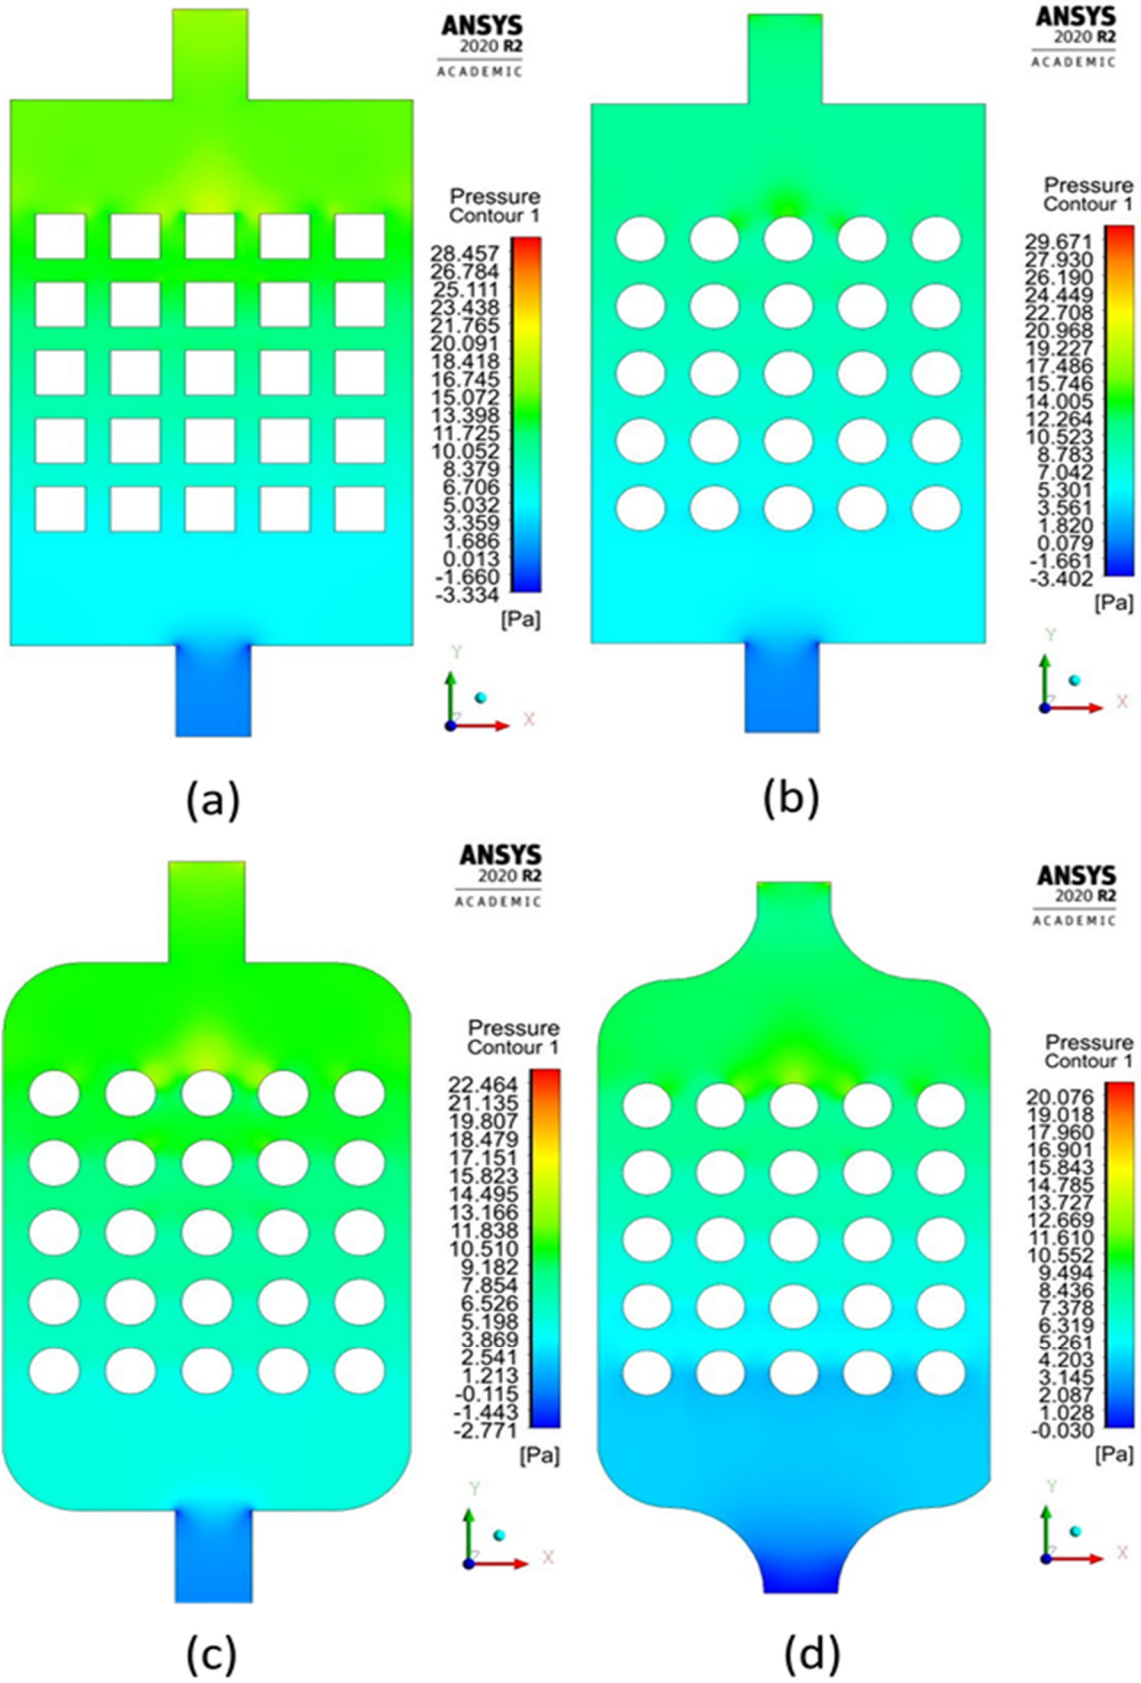 ANSYS
2020 R2
ACADEMIC
Pressure
Contour 1
28.457
26.784
25.111
23.438
21.765
20.091
18.418
16.745
15.072
13.398
11.725
10.052
8.379
6.706
5.032
3.359
1.686
0.013
-1.660
-3.334
[Pa]
Y
Z
X
(a)
ANSYS
2020 R2
ACADEMIC
Pressure
Contour 1
29.671
27.930
26.190
24.449
22.708
20.968
19.227
17.486
15.746
14.005
12.264
10.523
8.783
7.042
5.301
3.561
1.820
0.079
-1.661
-3.402
[Pa]
Y
Z
X
(b)
ANSYS
2020 R2
ACADEMIC
Pressure
Contour 1
22.464
21.135
19.807
18.479
17.151
15.823
14.495
13.166
11.838
10.510
9.182
7.854
6.526
5.198
3.869
2.541
1.213
-0.115
-1.443
-2.771
[Pa]
Y
Z
X
(c)
ANSYS
2020 R2
ACADEMIC
Pressure
Contour 1
20.076
19.018
17.960
16.901
15.843
14.785
13.727
12.669
11.610
10.552
9.494
8.436
7.378
6.319
5.261
4.203
3.145
2.087
1.028
-0.030
[Pa]
Y
Z
X
(d)